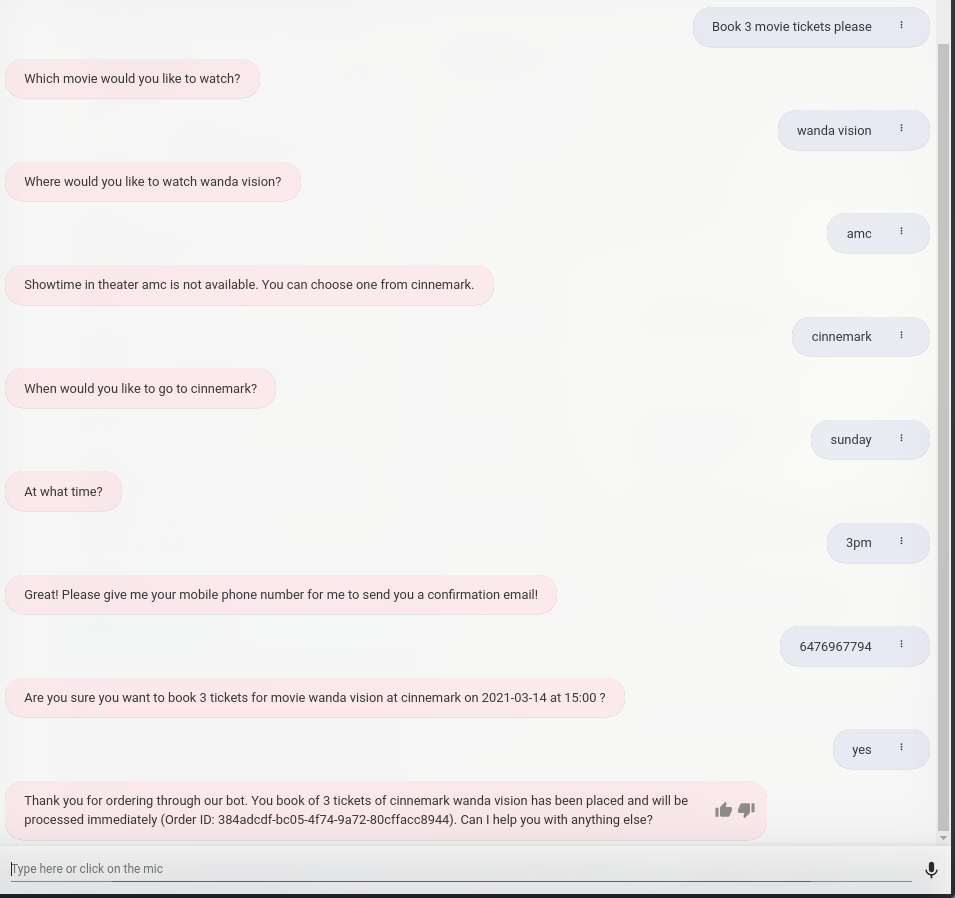 Book 3 movie tickets please
Which movie would you like to watch?
wanda vision
Where would you like to watch wanda vision?
amc
Showtime in theater amc is not available. You can choose one from cinnemark.
cinnemark
When would you like to go to cinnemark?
sunday
At what time?
3pm
Great! Please give me your mobile phone number for me to send you a confirmation email!
6476967794
Are you sure you want to book 3 tickets for movie wanda vision at cinnemark on 2021-03-14 at 15:00 ?
yes
Thank you for ordering through our bot. You book of 3 tickets of cinnemark wanda vision has been placed and will be
processed immediately (Order ID: 384adcdf-bc05-4f74-9a72-80cffacc8944). Can I help you with anything else?
Type here or click on the mic